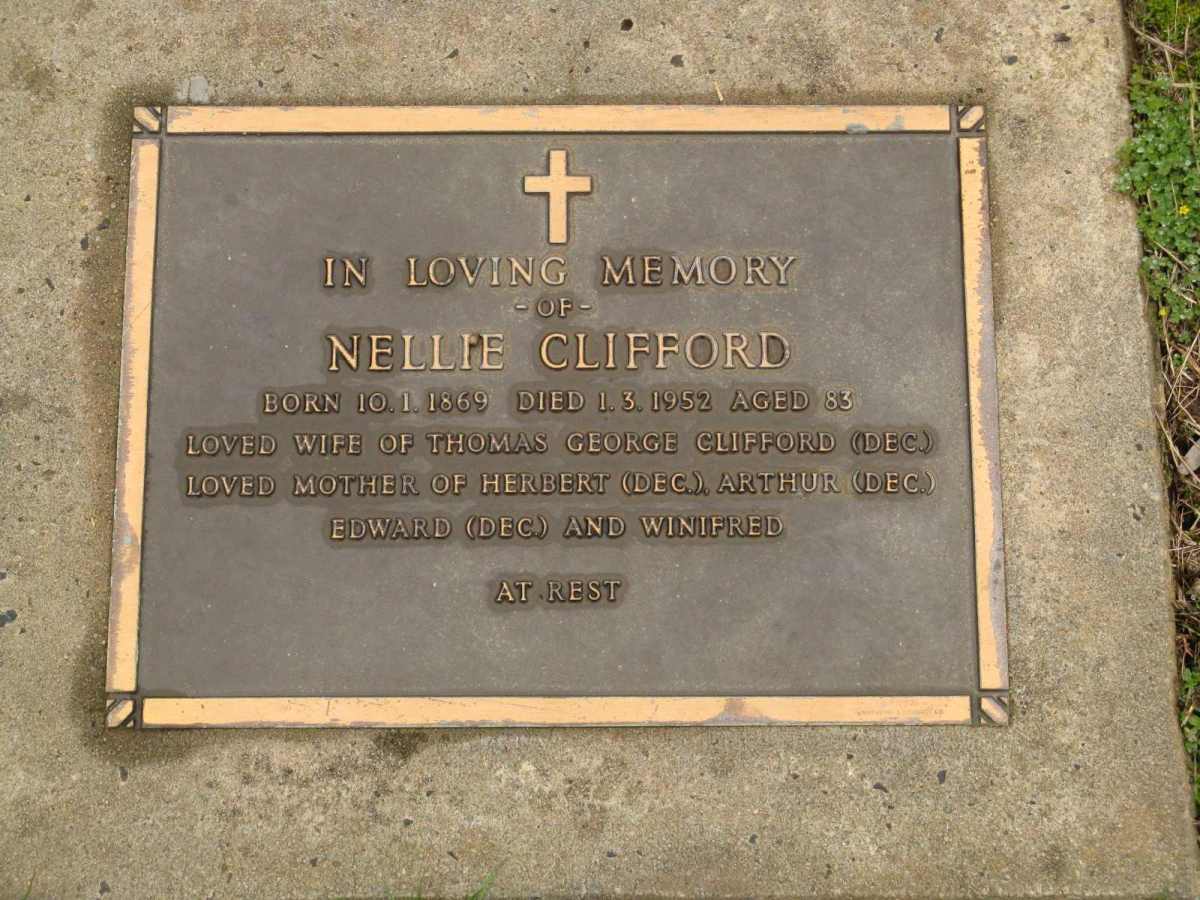 IN LOVING MEMORY
- OF -
NELLIE CLIFFORD
BORN 10.1.1869 DIED 1.3.1952 AGED 83
LOVED WIFE OF THOMAS GEORGE CLIFFORD (DEC.)
LOVED MOTHER OF HERBERT (DEC.), ARTHUR (DEC.)
EDWARD (DEC.) AND WINIFRED
AT REST